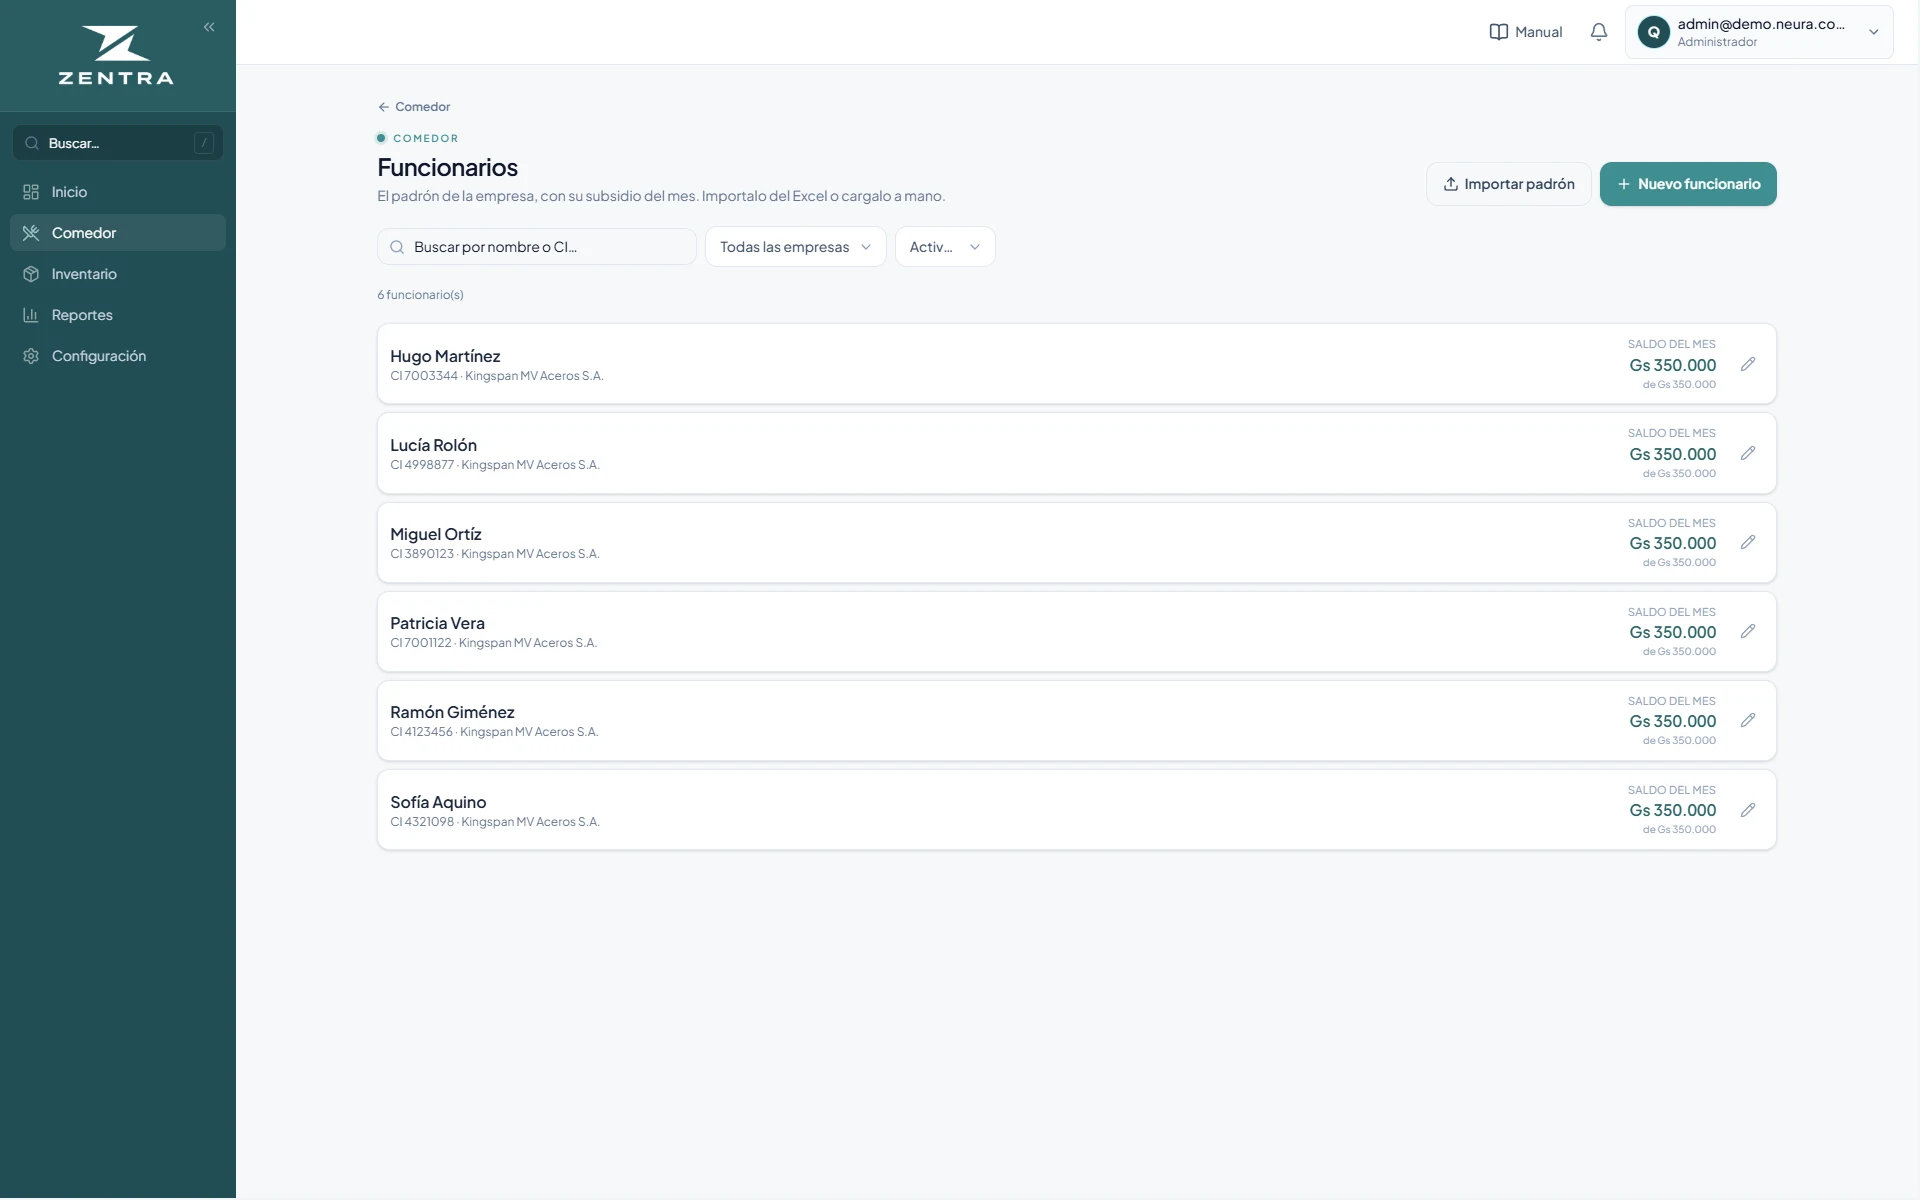 ZENTRA
Buscar...
/
Inicio
Comedor
Inventario
Reportes
Configuración
Manual
Q
admin@demo.neura.co...
Administrador
Comedor
COMEDOR
Funcionarios
El padrón de la empresa, con su subsidio del mes. Importalo del Excel o cargalo a mano.
Importar padrón
+ Nuevo funcionario
Buscar por nombre o CI...
Todas las empresas
Activ...
6 funcionario(s)
Hugo Martínez
CI 7003344 · Kingspan MV Aceros S.A.
SALDO DEL MES
Gs 350.000
de Gs 350.000
Lucía Rolón
CI 4998877 · Kingspan MV Aceros S.A.
SALDO DEL MES
Gs 350.000
de Gs 350.000
Miguel Ortíz
CI 3890123 · Kingspan MV Aceros S.A.
SALDO DEL MES
Gs 350.000
de Gs 350.000
Patricia Vera
CI 7001122 · Kingspan MV Aceros S.A.
SALDO DEL MES
Gs 350.000
de Gs 350.000
Ramón Giménez
CI 4123456 · Kingspan MV Aceros S.A.
SALDO DEL MES
Gs 350.000
de Gs 350.000
Sofía Aquino
CI 4321098 · Kingspan MV Aceros S.A.
SALDO DEL MES
Gs 350.000
de Gs 350.000